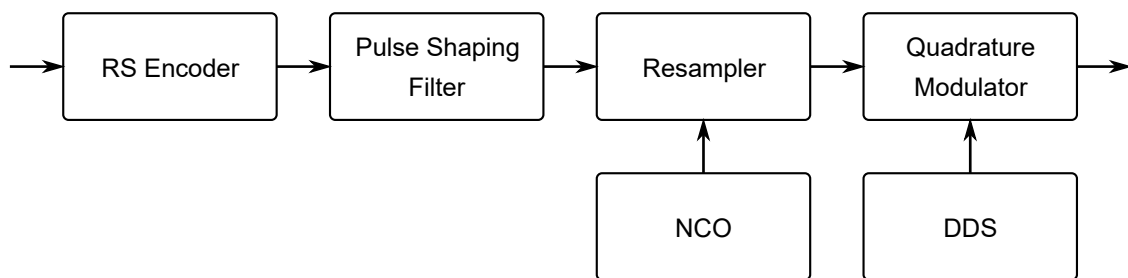 RS Encoder
Pulse Shaping
Filter
Resampler
Quadrature
Modulator
NCO
DDS